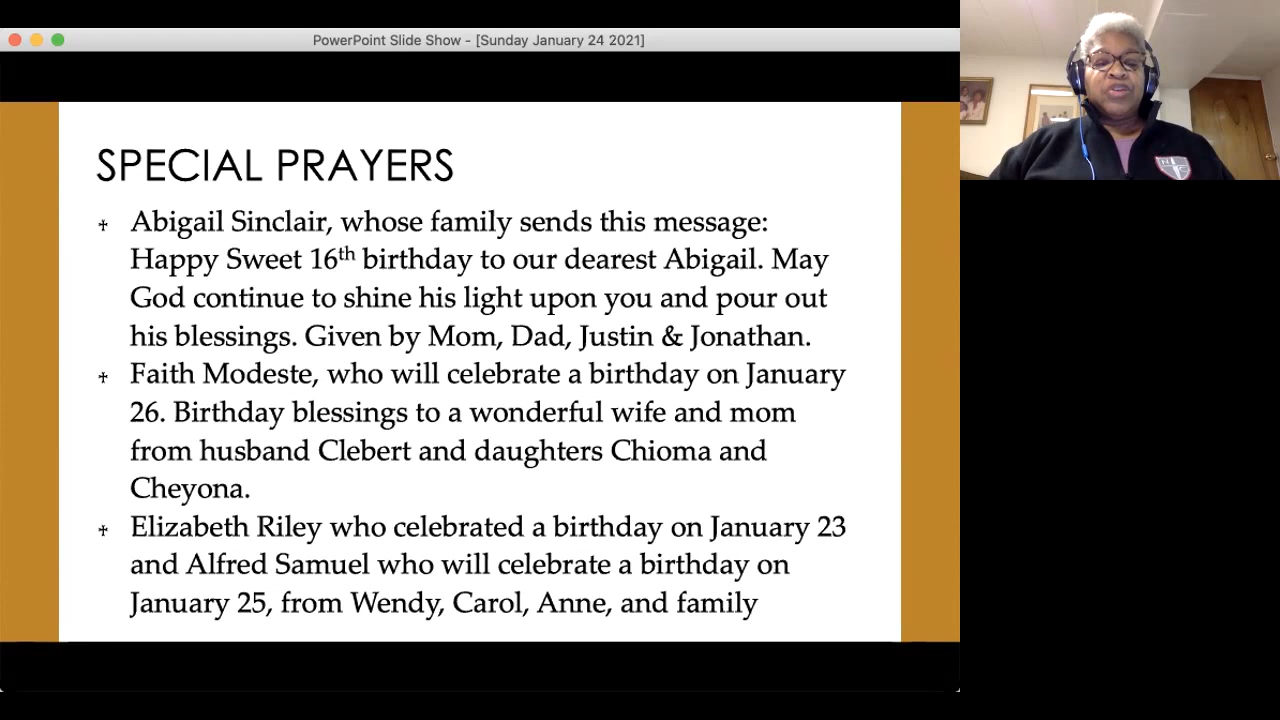 PowerPoint Slide Show - [Sunday January 24 2021]
SPECIAL PRAYERS
Abigail Sinclair, whose family sends this message:
Happy Sweet 16th birthday to our dearest Abigail. May
God continue to shine his light upon you and pour out
his blessings. Given by Mom, Dad, Justin & Jonathan.
Faith Modeste, who will celebrate a birthday on January
26. Birthday blessings to a wonderful wife and mom
from husband Clebert and daughters Chioma and
Cheyona.
Elizabeth Riley who celebrated a birthday on January 23
and Alfred Samuel who will celebrate a birthday on
January 25, from Wendy, Carol, Anne, and family